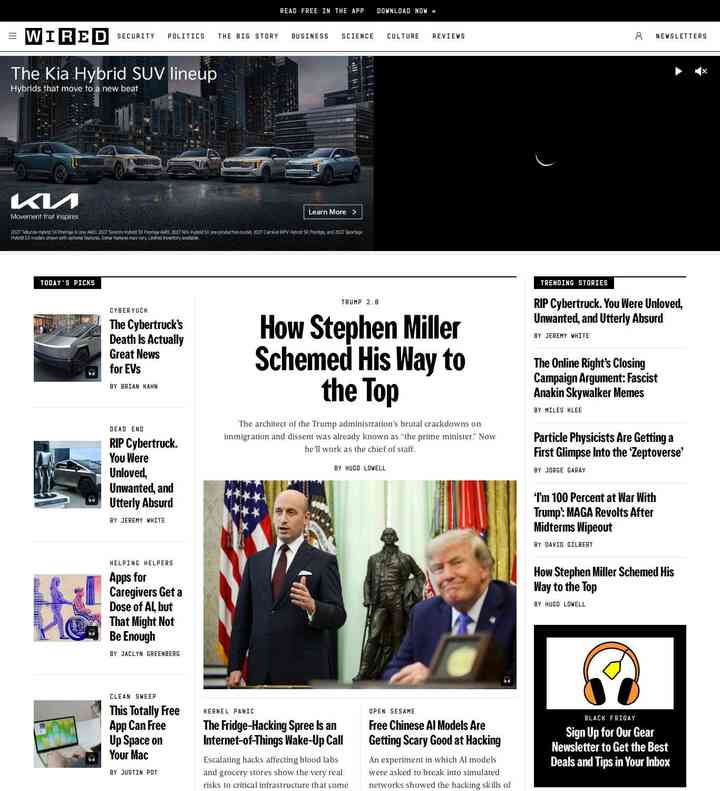 READ FREE IN THE APP DOWNLOAD NOW
WIRED
SECURITY POLITICS THE BIG STORY BUSINESS SCIENCE CULTURE REVIEWS
NEWSLETTERS
The Kia Hybrid SUV lineup
Hybrids that move to a new beat
KIA
Movement that inspires
Learn More >
TODAY'S PICKS
CYBERYUCK
The Cybertruck's
Death Is Actually
Great News
for EVs
BY BRIAN KAHN
DEAD END
RIP Cybertruck.
You Were
Unloved,
Unwanted, and
Utterly Absurd
BY JEREMY WHITE
HELPING HELPERS
Apps for
Caregivers Get a
Dose of AI, but
That Might Not
Be Enough
BY JACLYN GREENBERG
CLEAN SWEEP
This Totally Free
App Can Free
Up Space on
Your Mac
BY JUSTIN POT
TRUMP 2.0
How Stephen Miller
Schemed His Way to
the Top
The architect of the Trump administration's brutal crackdowns on
immigration and dissent was already known as "the prime minister." Now
he'll work as the chief of staff.
BY HUGO LOWELL
KERNEL PANIC
The Fridge-Hacking Spree Is an
Internet-of-Things Wake-Up Call
Escalating hacks affecting blood labs
and grocery stores show the very real
risks to critical infrastructure that come
OPEN SESAME
Free Chinese AI Models Are
Getting Scary Good at Hacking
An experiment in which AI models
were asked to break into simulated
networks showed the hacking skills of
TRENDING STORIES
RIP Cybertruck. You Were Unloved,
Unwanted, and Utterly Absurd
BY JEREMY WHITE
The Online Right's Closing
Campaign Argument: Fascist
Anakin Skywalker Memes
BY MILES KLEE
Particle Physicists Are Getting a
First Glimpse Into the 'Zeptoverse'
BY JORGE GARAY
'I'm 100 Percent at War With
Trump': MAGA Revolts After
Midterms Wipeout
BY DAVID GILBERT
How Stephen Miller Schemed His
Way to the Top
BY HUGO LOWELL
BLACK FRIDAY
Sign Up for Our Gear
Newsletter to Get the Best
Deals and Tips in Your Inbox